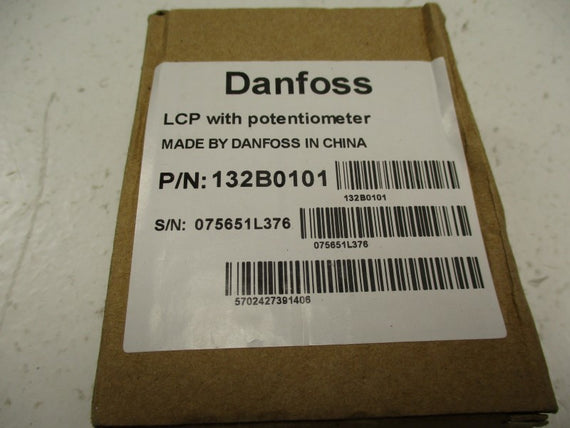 Danfoss
LCP with potentiometer
MADE BY DANFOSS IN CHINA
P/N: 132B0101
132B0101
S/N: 075651L376
075651L376
5702427391406